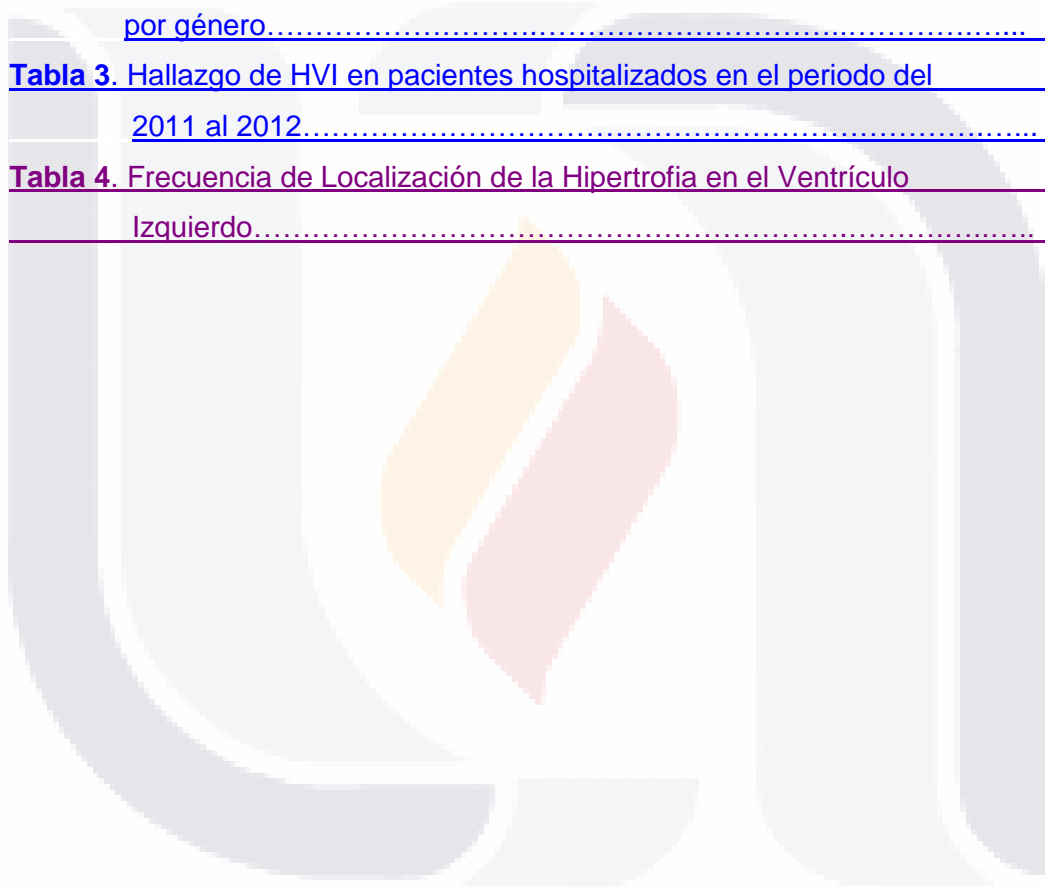 por género……………………………………………………………………...
Tabla 3. Hallazgo de HVI en pacientes hospitalizados en el periodo del
2011 al 2012…………………………………………………………………...
Tabla 4. Frecuencia de Localización de la Hipertrofia en el Ventrículo
Izquierdo……………………………………………………………………..